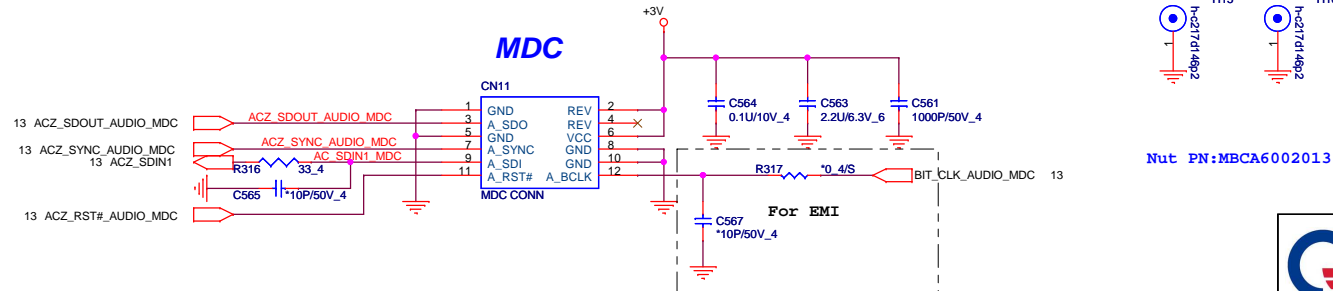 +3V
MDC
CN11
1 GND REV 2
3 A_SDO REV 4
5 GND VCC 6
7 A_SYNC GND 8
9 A_SDI GND 10
11 A_RST# A_BCLK 12
MDC CONN
13 ACZ_SDOUT_AUDIO_MDC
ACZ_SDOUT_AUDIO_MDC
13 ACZ_SYNC_AUDIO_MDC
ACZ_SYNC_AUDIO_MDC
13 ACZ_SDIN1
AC_SDIN1_MDC
R316 33_4
C565 *10P/50V_4
13 ACZ_RST#_AUDIO_MDC
C564
0.1U/10V_4
C563
2.2U/6.3V_6
C561
1000P/50V_4
R317 *0_4/S
BIT_CLK_AUDIO_MDC 13
For EMI
C567
*10P/50V_4
h-c217d146p2
1
h-c217d146p2
1
Nut PN:MBCA6002013